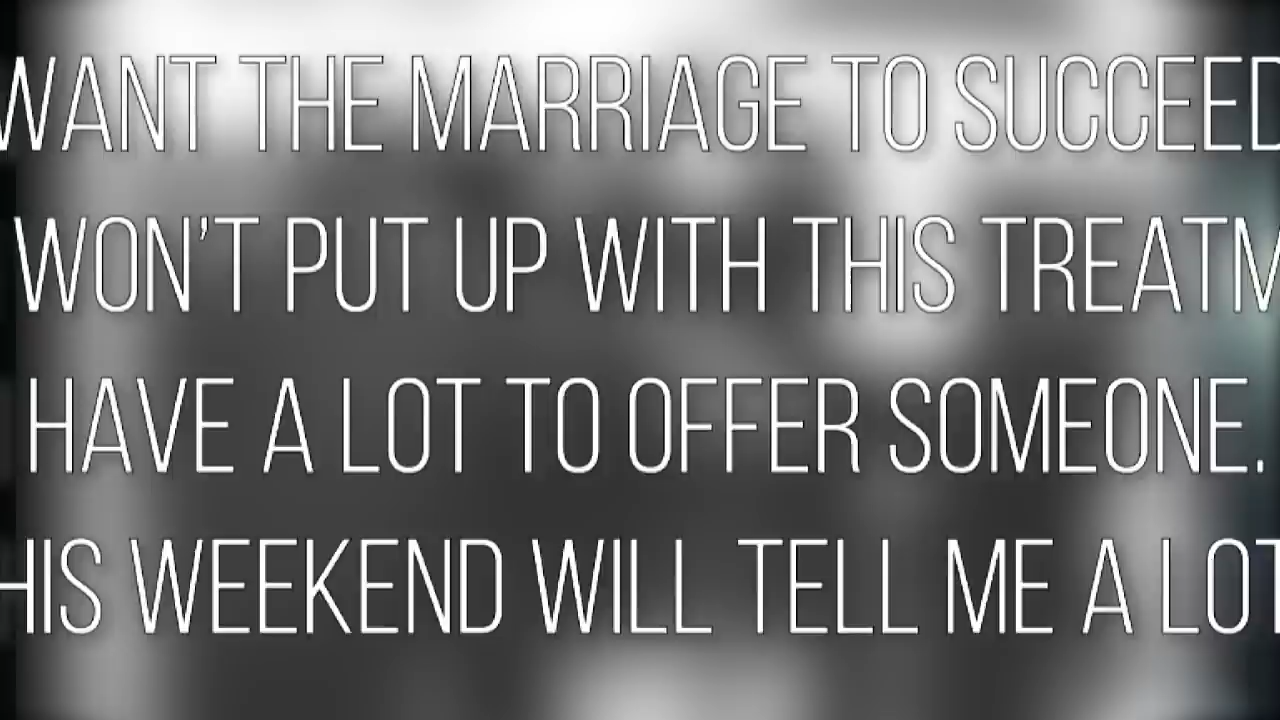 WANT THE MARRIAGE TO SUCCEED
WON'T PUT UP WITH THIS TREATM
HAVE A LOT TO OFFER SOMEONE.
HIS WEEKEND WILL TELL ME A LOT